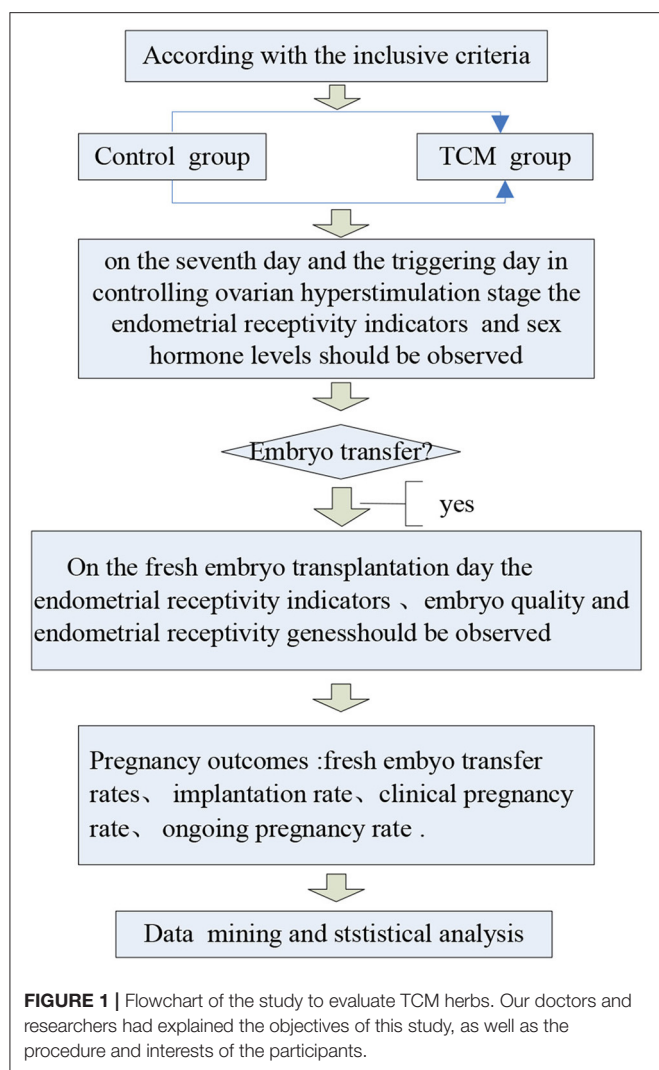 According with the inclusive criteria
Control group
TCM group
on the seventh day and the triggering day in
controlling ovarian hyperstimulation stage the
endometrial receptivity indicators and sex
hormone levels should be observed
Embryo transfer?
yes
On the fresh embryo transplantation day the
endometrial receptivity indicators 、embryo quality and
endometrial receptivity genesshould be observed
Pregnancy outcomes :fresh embyo transfer
rates、 implantation rate、clinical pregnancy
rate、 ongoing pregnancy rate .
Data mining and ststistical analysis
FIGURE 1 | Flowchart of the study to evaluate TCM herbs. Our doctors and
researchers had explained the objectives of this study, as well as the
procedure and interests of the participants.